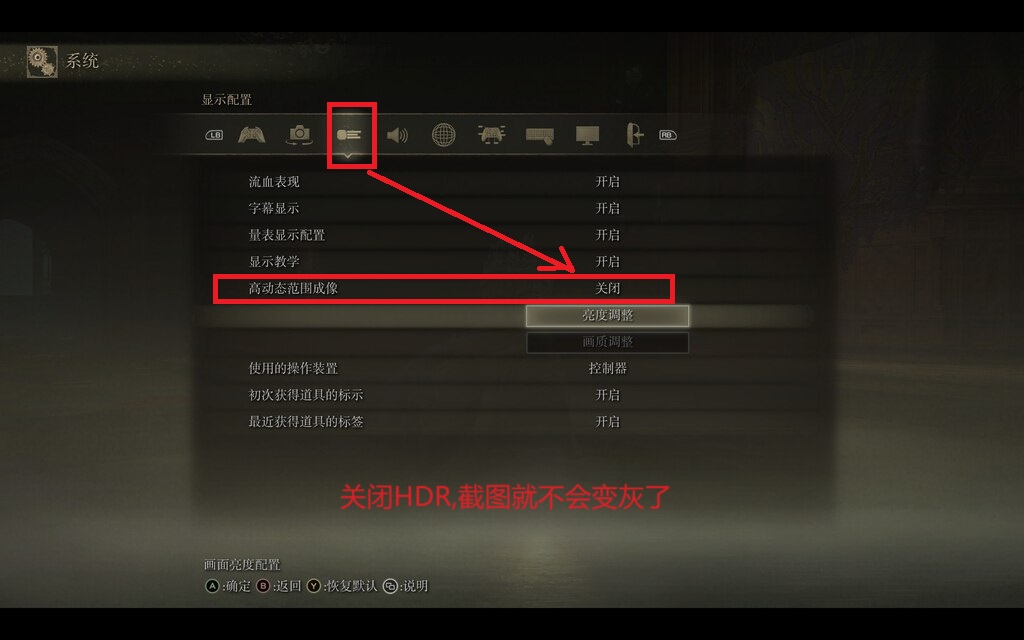 系统
显示配置
LB RB
流血表现 开启
字幕显示 开启
量表显示配置 开启
显示教学 开启
高动态范围成像 关闭
亮度调整
画质调整
使用的操作装置 控制器
初次获得道具的标示 开启
最近获得道具的标签 开启
关闭HDR,截图就不会变灰了
画面亮度配置
A:确定 B:返回 Y:恢复默认 :说明